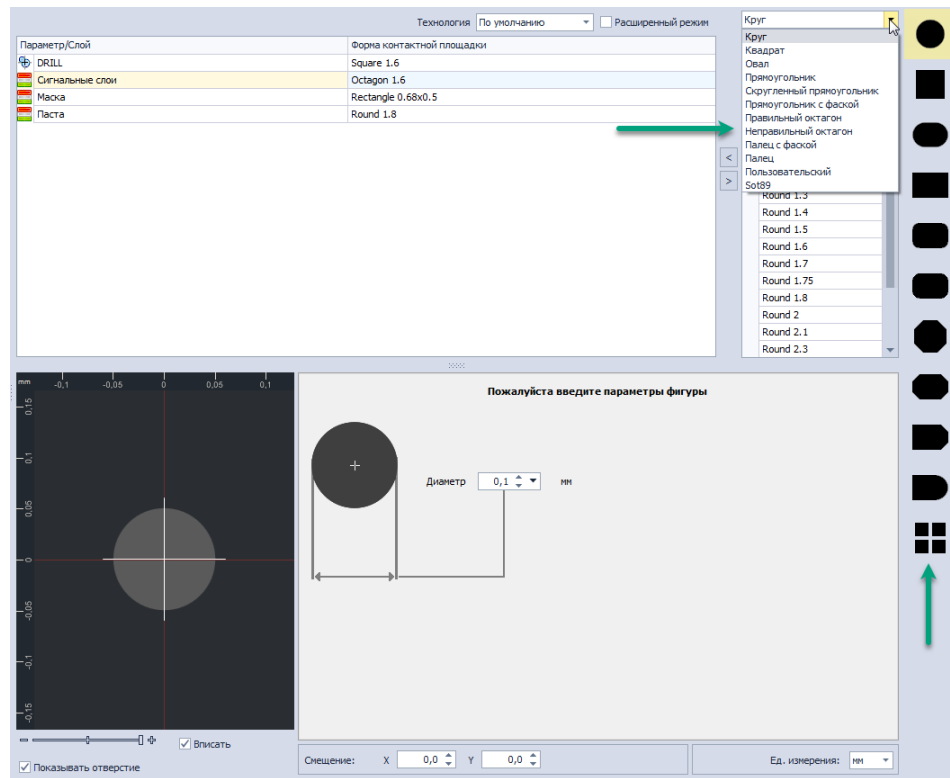 Технология По умолчанию Расширенный режим Круг
Параметр/Слой Форма контактной площадки
DRILL Square 1.6
Сигнальные слои Octagon 1.6
Маска Rectangle 0.68x0.5
Паста Round 1.8
Круг
Квадрат
Овал
Прямоугольник
Скругленный прямоугольник
Прямоугольник с фаской
Правильный октагон
Неправильный октагон
Палец с фаской
Палец
Пользовательский
Sot89
<
>
Round 1.3
Round 1.4
Round 1.5
Round 1.6
Round 1.7
Round 1.75
Round 1.8
Round 2
Round 2.1
Round 2.3
mm -0,1 -0,05 0 0,05 0,1
0,15
0,1
0,05
0
-0,05
-0,1
-0,15
Пожалуйста введите параметры фигуры
Диаметр 0,1 мм
Вписать
Показывать отверстие
Смещение: X 0,0 Y 0,0 Ед. измерения: мм